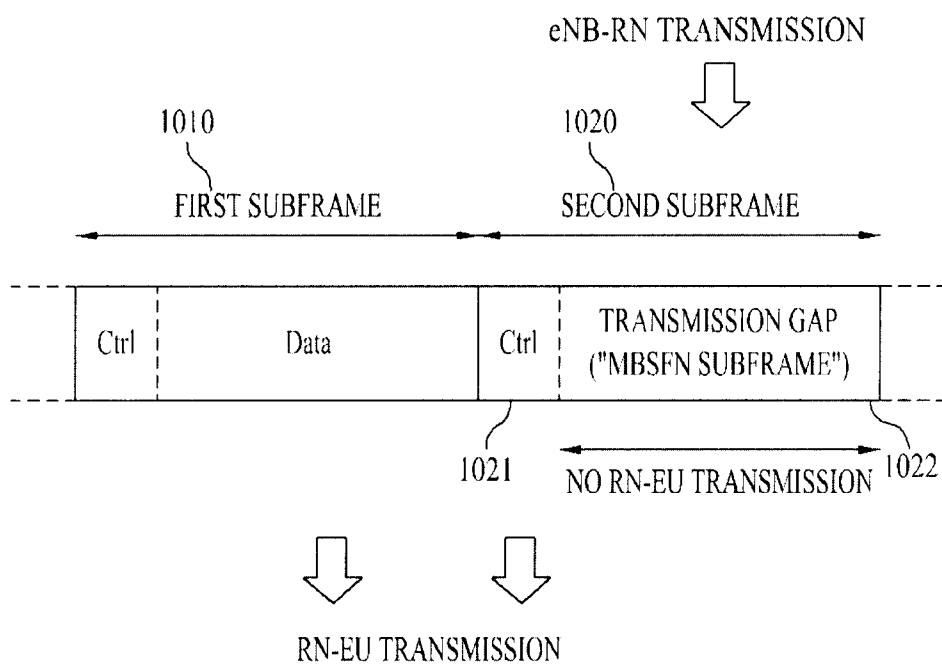 eNB-RN TRANSMISSION
1010
1020
FIRST SUBFRAME
SECOND SUBFRAME
Ctrl
Data
Ctrl
TRANSMISSION GAP
("MBSFN SUBFRAME")
1021
1022
NO RN-EU TRANSMISSION
RN-EU TRANSMISSION